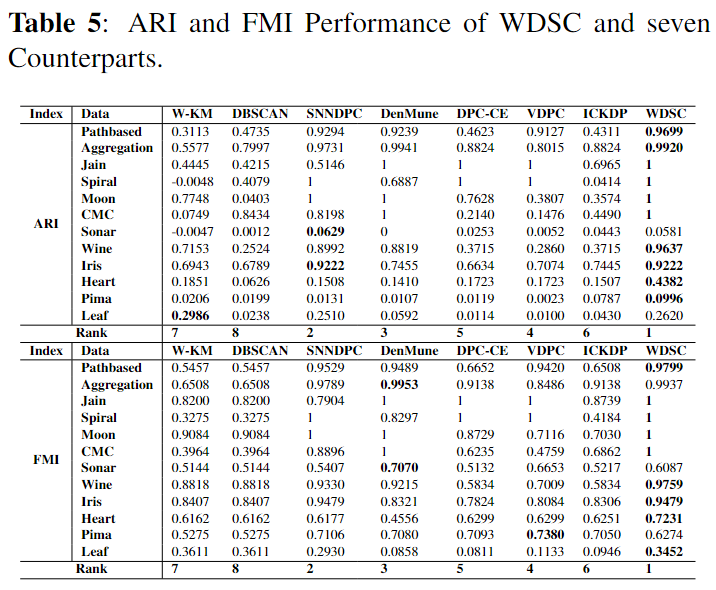 Table 5: ARI and FMI Performance of WDSC and seven
Counterparts.
Index Data W-KM DBSCAN SNNDPC DenMune DPC-CE VDPC ICKDP WDSC
Pathbased 0.3113 0.4735 0.9294 0.9239 0.4623 0.9127 0.4311 0.9699
Aggregation 0.5577 0.7997 0.9731 0.9941 0.8824 0.8015 0.8824 0.9920
Jain 0.4445 0.4215 0.5146 1 1 1 0.6965 1
Spiral -0.0048 0.4079 1 0.6887 1 1 0.0414 1
Moon 0.7748 0.0403 1 1 0.7628 0.3807 0.3574 1
CMC 0.0749 0.8434 0.8198 1 0.2140 0.1476 0.4490 1
ARI
Sonar -0.0047 0.0012 0.0629 0 0.0253 0.0052 0.0443 0.0581
Wine 0.7153 0.2524 0.8992 0.8819 0.3715 0.2860 0.3715 0.9637
Iris 0.6943 0.6789 0.9222 0.7455 0.6634 0.7074 0.7445 0.9222
Heart 0.1851 0.0626 0.1508 0.1410 0.1723 0.1723 0.1507 0.4382
Pima 0.0206 0.0199 0.0131 0.0107 0.0119 0.0023 0.0787 0.0996
Leaf 0.2986 0.0238 0.2510 0.0592 0.0114 0.0100 0.0430 0.2620
Rank 7 8 2 3 5 4 6 1
Index Data W-KM DBSCAN SNNDPC DenMune DPC-CE VDPC ICKDP WDSC
Pathbased 0.5457 0.5457 0.9529 0.9489 0.6652 0.9420 0.6508 0.9799
Aggregation 0.6508 0.6508 0.9789 0.9953 0.9138 0.8486 0.9138 0.9937
Jain 0.8200 0.8200 0.7904 1 1 1 0.8739 1
Spiral 0.3275 0.3275 1 0.8297 1 1 0.4184 1
Moon 0.9084 0.9084 1 1 0.8729 0.7116 0.7030 1
CMC 0.3964 0.3964 0.8896 1 0.6235 0.4759 0.6862 1
FMI
Sonar 0.5144 0.5144 0.5407 0.7070 0.5132 0.6653 0.5217 0.6087
Wine 0.8818 0.8818 0.9330 0.9215 0.5834 0.7009 0.5834 0.9759
Iris 0.8407 0.8407 0.9479 0.8321 0.7824 0.8084 0.8306 0.9479
Heart 0.6162 0.6162 0.6177 0.4556 0.6299 0.6299 0.6251 0.7231
Pima 0.5275 0.5275 0.7106 0.7080 0.7093 0.7380 0.7050 0.6274
Leaf 0.3611 0.3611 0.2930 0.0858 0.0811 0.1133 0.0946 0.3452
Rank 7 8 2 3 5 4 6 1